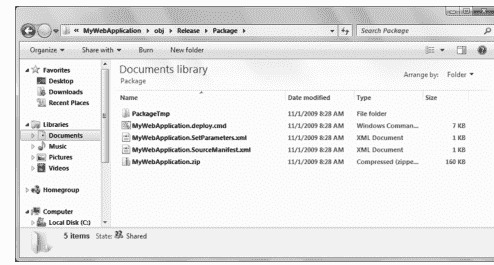 « MyWebApplication ▸ obj ▸ Release ▸ Package ▸
Search Package
Organize ▾ Share with ▾ Burn New folder
Favorites
Desktop
Downloads
Recent Places
Libraries
Documents
Music
Pictures
Videos
Homegroup
Computer
Local Disk (C:)
Documents library
Package
Arrange by: Folder ▾
Name Date modified Type Size
PackageTmp 11/1/2009 8:28 AM File folder
MyWebApplication.deploy.cmd 11/1/2009 8:28 AM Windows Comman... 7 KB
MyWebApplication.SetParameters.xml 11/1/2009 8:28 AM XML Document 1 KB
MyWebApplication.SourceManifest.xml 11/1/2009 8:28 AM XML Document 1 KB
MyWebApplication.zip 11/1/2009 8:28 AM Compressed (zippe... 160 KB
5 items State: Shared